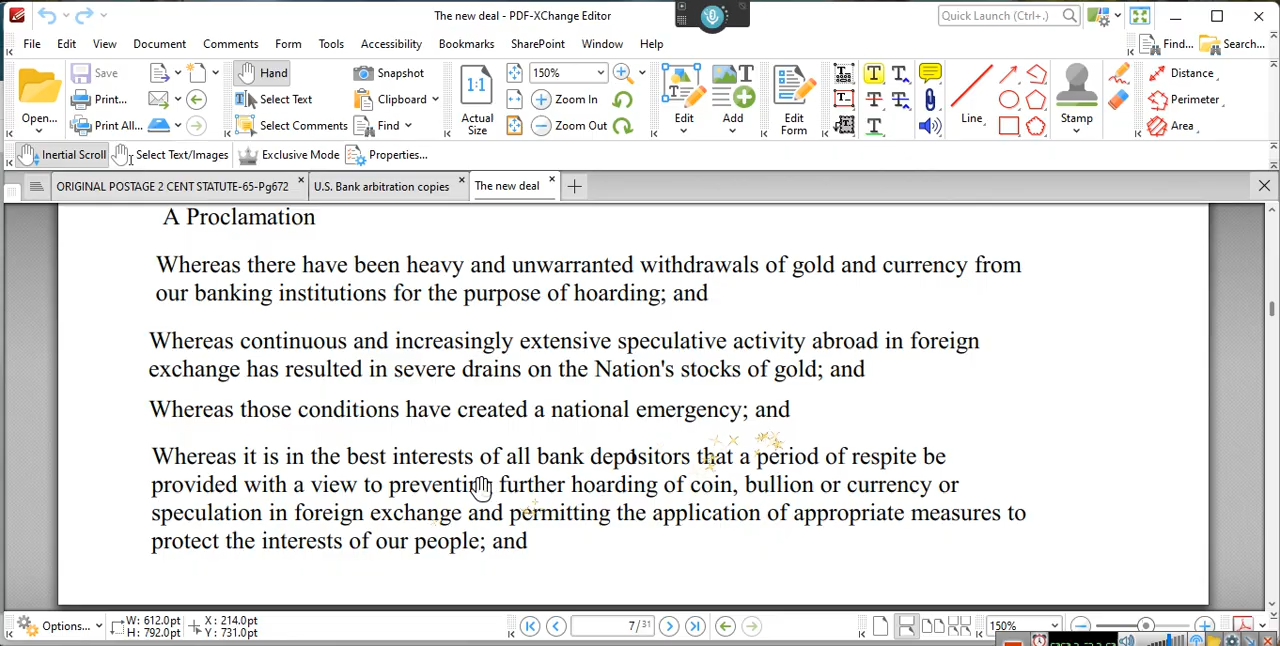 The new deal - PDF-XChange Editor
Quick Launch (Ctrl+.)
File Edit View Document Comments Form Tools Accessibility Bookmarks SharePoint Window Help
Find... Search...
Open...
Save
Print...
Print All...
Hand
Select Text
Select Comments
Snapshot
Clipboard
Find
1:1
Actual
Size
150%
Zoom In
Zoom Out
Edit
Add
Edit
Form
Line
Stamp
Distance
Perimeter
Area
Inertial Scroll Select Text/Images Exclusive Mode Properties...
ORIGINAL POSTAGE 2 CENT STATUTE-65-Pg672 U.S. Bank arbitration copies The new deal
A Proclamation
Whereas there have been heavy and unwarranted withdrawals of gold and currency from
our banking institutions for the purpose of hoarding; and
Whereas continuous and increasingly extensive speculative activity abroad in foreign
exchange has resulted in severe drains on the Nation's stocks of gold; and
Whereas those conditions have created a national emergency; and
Whereas it is in the best interests of all bank depositors that a period of respite be
provided with a view to preventing further hoarding of coin, bullion or currency or
speculation in foreign exchange and permitting the application of appropriate measures to
protect the interests of our people; and
Options...
W: 612.0pt
H: 792.0pt
X: 214.0pt
Y: 731.0pt
7/31
150%